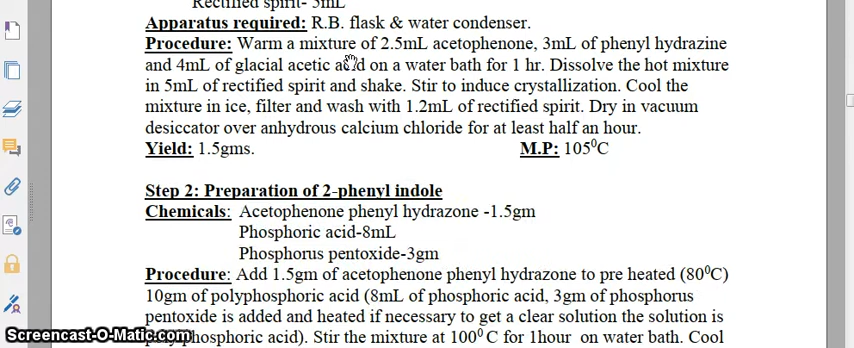 Rectified spirit- 5mL
Apparatus required: R.B. flask & water condenser.
Procedure: Warm a mixture of 2.5mL acetophenone, 3mL of phenyl hydrazine
and 4mL of glacial acetic acid on a water bath for 1 hr. Dissolve the hot mixture
in 5mL of rectified spirit and shake. Stir to induce crystallization. Cool the
mixture in ice, filter and wash with 1.2mL of rectified spirit. Dry in vacuum
desiccator over anhydrous calcium chloride for at least half an hour.
Yield: 1.5gms. M.P: 105⁰C
Step 2: Preparation of 2-phenyl indole
Chemicals: Acetophenone phenyl hydrazone -1.5gm
Phosphoric acid-8mL
Phosphorus pentoxide-3gm
Procedure: Add 1.5gm of acetophenone phenyl hydrazone to pre heated (80⁰C)
10gm of polyphosphoric acid (8mL of phosphoric acid, 3gm of phosphorus
pentoxide is added and heated if necessary to get a clear solution the solution is
polyphosphoric acid). Stir the mixture at 100⁰ C for 1hour on water bath. Cool
Screencast-O-Matic.com